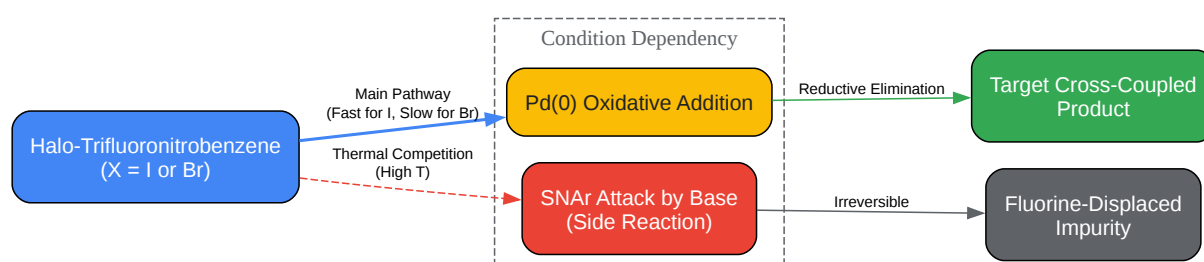 Condition Dependency
Halo-Trifluoronitrobenzene
(X = I or Br)
Main Pathway
(Fast for I, Slow for Br)
Pd(0) Oxidative Addition
Reductive Elimination
Target Cross-Coupled
Product
Thermal Competition
(High T)
SNAr Attack by Base
(Side Reaction)
Irreversible
Fluorine-Displaced
Impurity